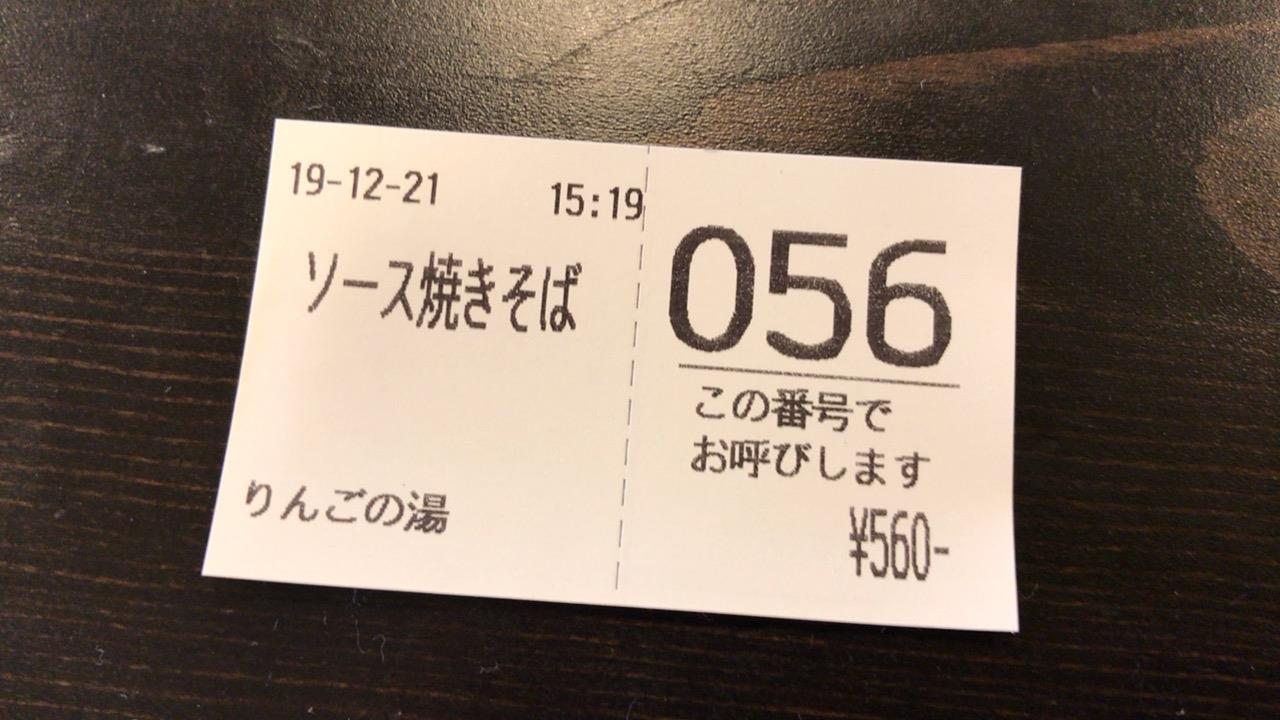 19-12-21 15:19
ソース焼きそば
りんごの湯
056
この番号で
お呼びします
¥560-